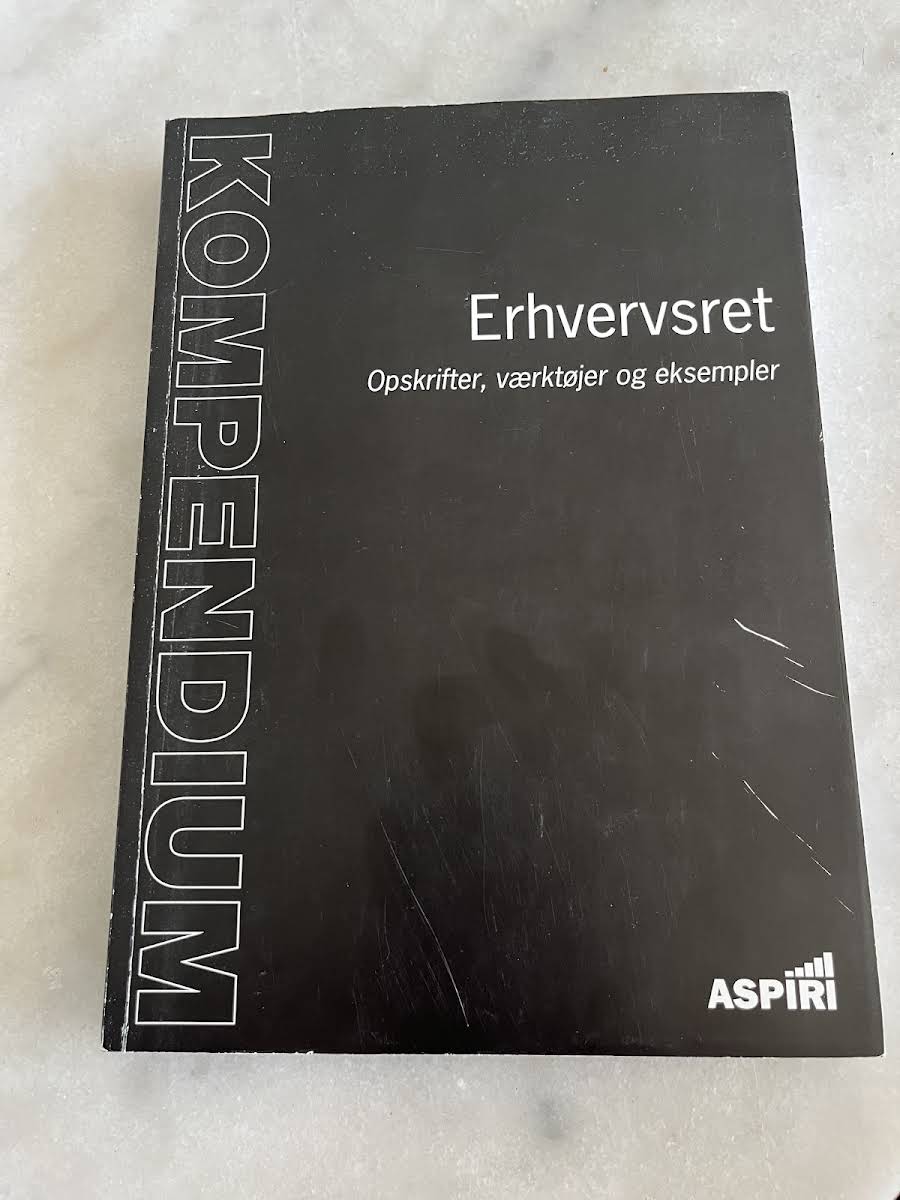 KOMPENDIUM
Erhvervsret
Opskrifter, værktøjer og eksempler
ASPIRI